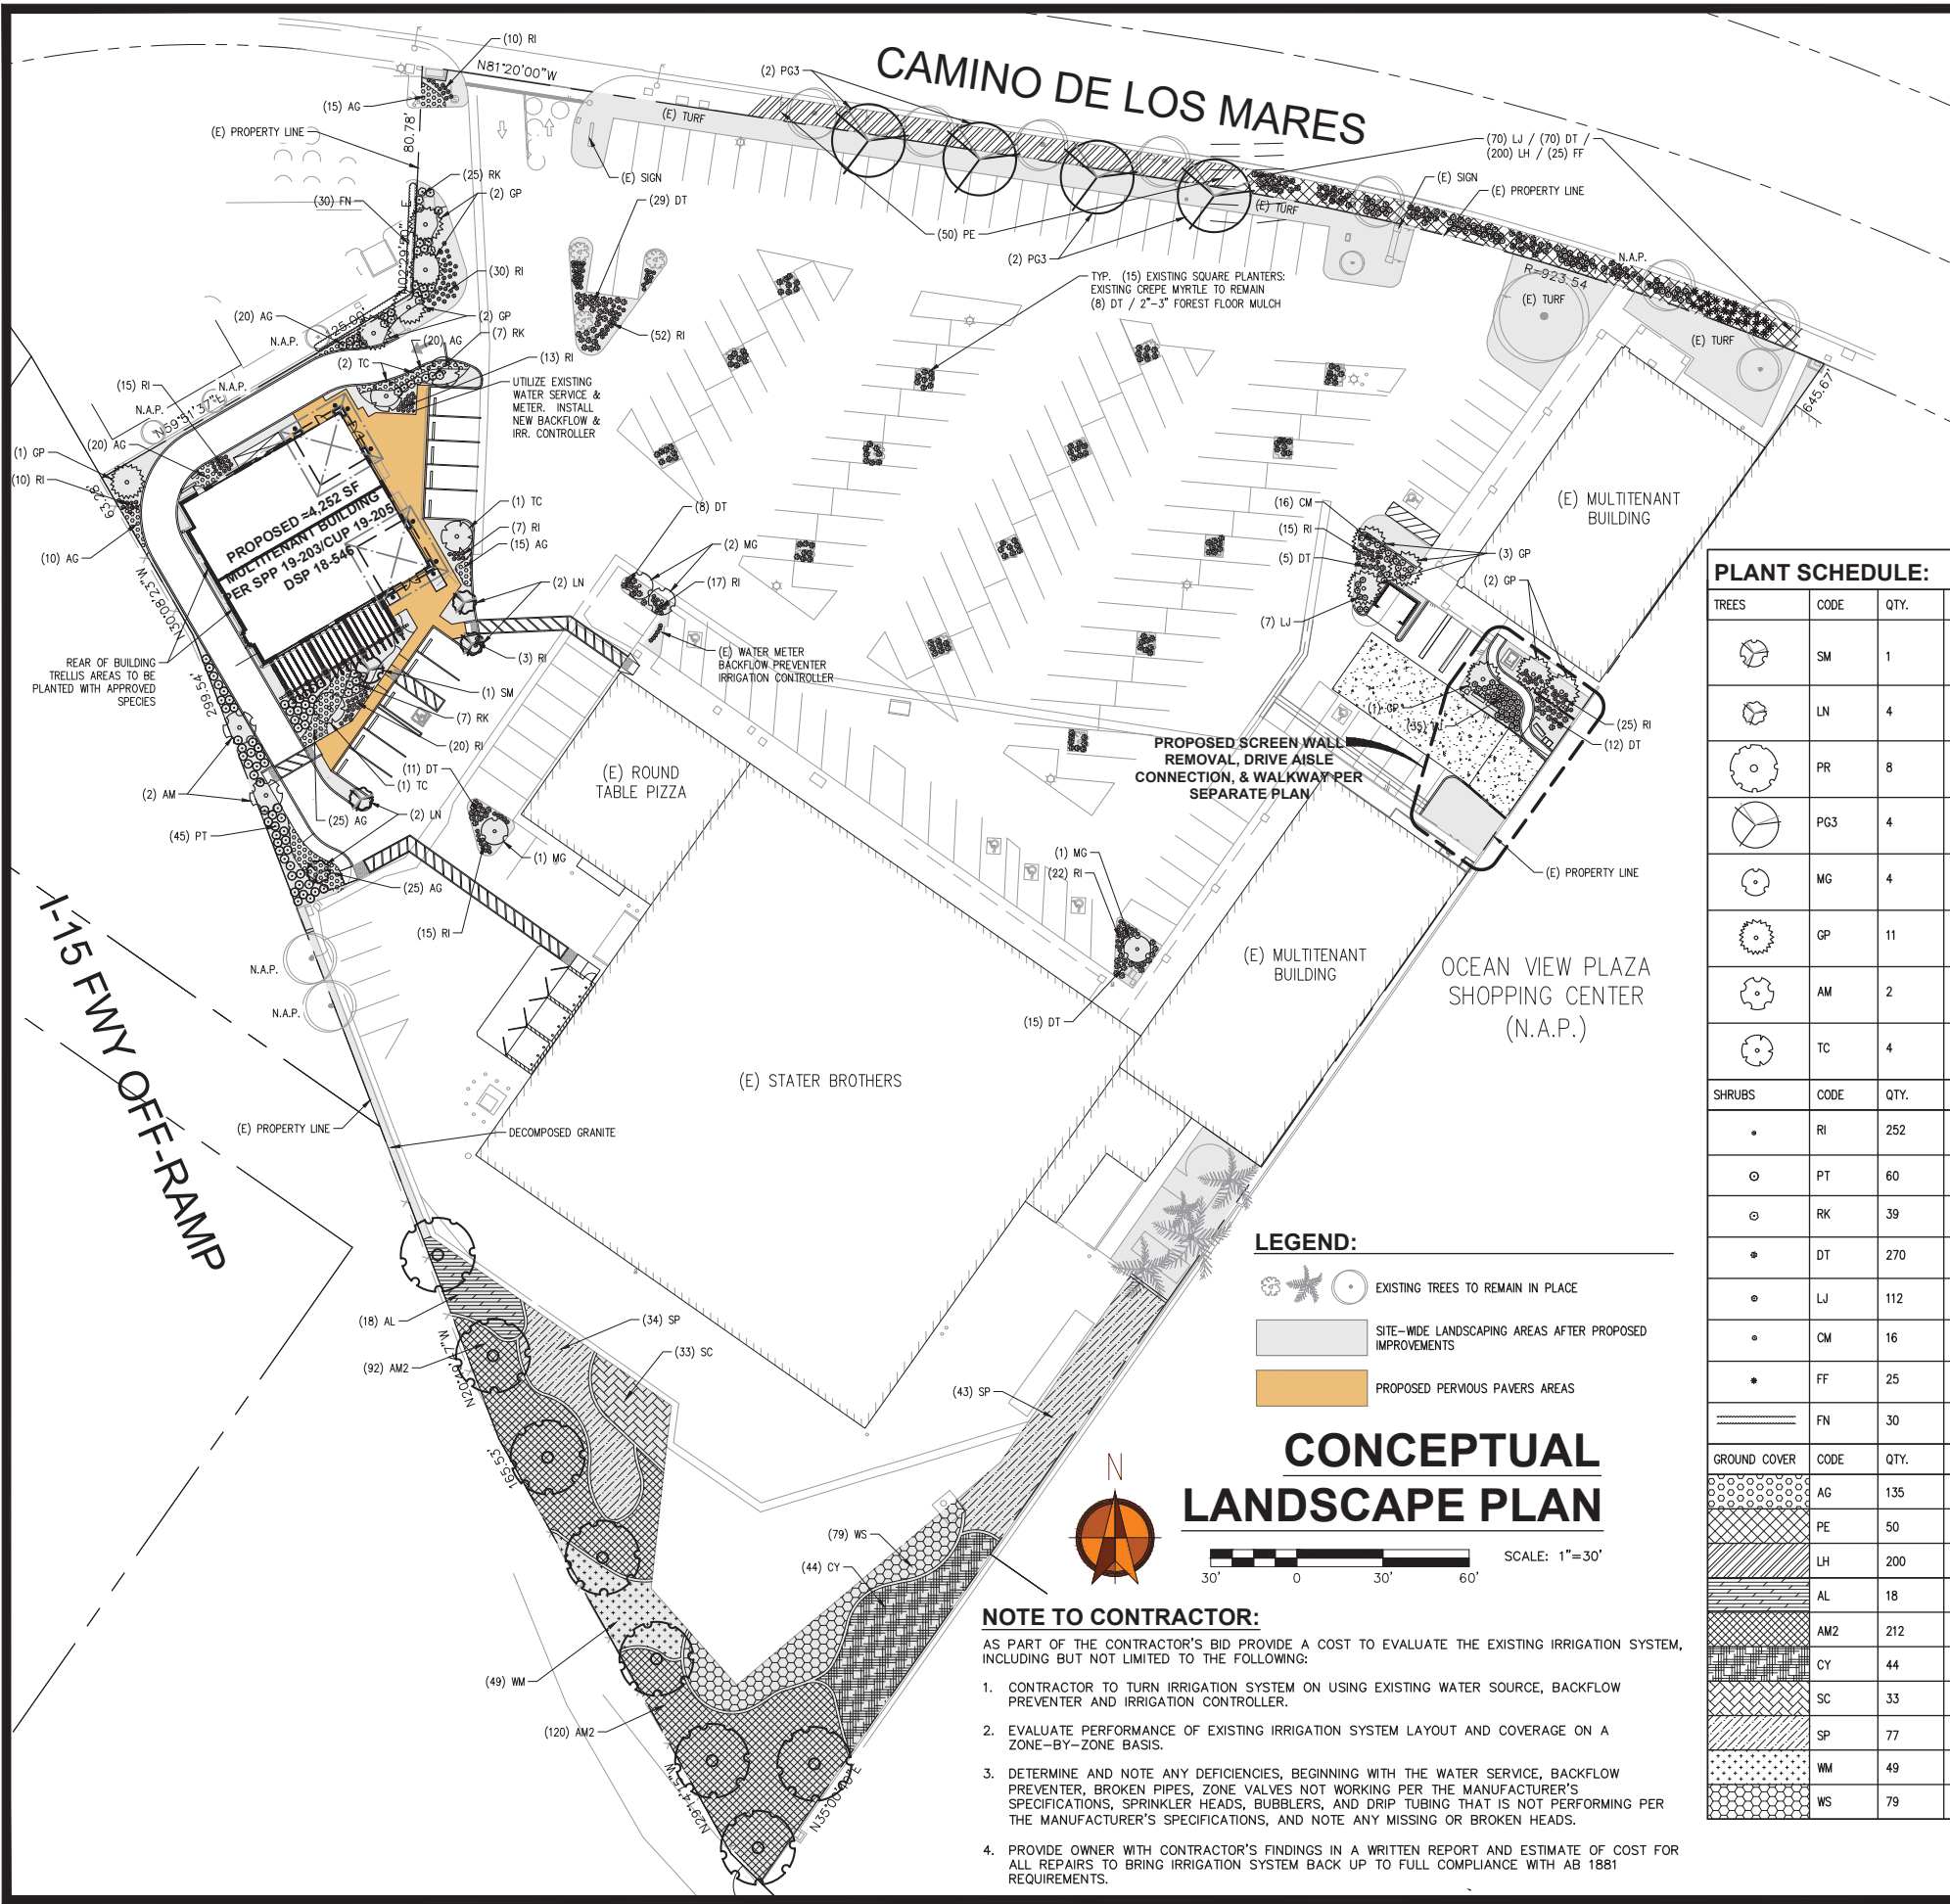 CAMINO DE LOS MARES
(10) RI
N81°20'00"W
(2) PG3
(15) AG
(E) TURF
(E) PROPERTY LINE
80.78'
(70) LJ / (70) DT /
(200) LH / (25) FF
(E) SIGN
(E) SIGN
(E) PROPERTY LINE
(25) RK
(2) GP
(30) FN
(29) DT
(E) TURF
(50) PE
(2) PG3
N.A.P.
R=923.54
(30) RI
TYP. (15) EXISTING SQUARE PLANTERS:
EXISTING CREPE MYRTLE TO REMAIN
(8) DT / 2"-3" FOREST FLOOR MULCH
(E) TURF
(20) AG
(2) GP
N.A.P.
125.00'
(20) AG
(7) RK
(52) RI
(E) TURF
(2) TC
(13) RI
645.67'
(15) RI
N.A.P.
UTILIZE EXISTING
WATER SERVICE &
METER. INSTALL
NEW BACKFLOW &
IRR. CONTROLLER
N.A.P.
N59°51'37"E
(20) AG
(1) GP
(10) RI
63.28'
(10) AG
PROPOSED ≈4,252 SF
MULTITENANT BUILDING
PER SPP 19-203/CUP 19-205
DSP 18-546
(1) TC
(7) RI
(15) AG
(8) DT
(2) MG
(17) RI
(2) LN
(3) RI
(16) CM
(15) RI
(5) DT
(E) MULTITENANT
BUILDING
(3) GP
(2) GP
(7) LJ
N30°08'23"W
299.54'
REAR OF BUILDING
TRELLIS AREAS TO BE
PLANTED WITH APPROVED
SPECIES
(E) WATER METER
BACKFLOW PREVENTER
IRRIGATION CONTROLLER
(1) SM
(7) RK
(20) RI
(1) TC
(1) GP
(35) LJ
(25) RI
(12) DT
PROPOSED SCREEN WALL
REMOVAL, DRIVE AISLE
CONNECTION, & WALKWAY PER
SEPARATE PLAN
(2) AM
(11) DT
(E) ROUND
TABLE PIZZA
(45) PT
(25) AG
(2) LN
(1) MG
(25) AG
(15) RI
(1) MG
(22) RI
(E) PROPERTY LINE
N.A.P.
N.A.P.
(E) MULTITENANT
BUILDING
(15) DT
OCEAN VIEW PLAZA
SHOPPING CENTER
(N.A.P.)
I-15 FWY OFF-RAMP
(E) STATER BROTHERS
(E) PROPERTY LINE
DECOMPOSED GRANITE
(18) AL
(34) SP
(92) AM2
(33) SC
165.53'
(43) SP
(79) WS
(44) CY
(49) WM
(120) AM2
N29°14'15"W
LEGEND:
EXISTING TREES TO REMAIN IN PLACE
SITE-WIDE LANDSCAPING AREAS AFTER PROPOSED
IMPROVEMENTS
PROPOSED PERVIOUS PAVERS AREAS
CONCEPTUAL
LANDSCAPE PLAN
N
SCALE: 1"=30'
30' 0 30' 60'
NOTE TO CONTRACTOR:
AS PART OF THE CONTRACTOR'S BID PROVIDE A COST TO EVALUATE THE EXISTING IRRIGATION SYSTEM,
INCLUDING BUT NOT LIMITED TO THE FOLLOWING:
1. CONTRACTOR TO TURN IRRIGATION SYSTEM ON USING EXISTING WATER SOURCE, BACKFLOW
PREVENTER AND IRRIGATION CONTROLLER.
2. EVALUATE PERFORMANCE OF EXISTING IRRIGATION SYSTEM LAYOUT AND COVERAGE ON A
ZONE-BY-ZONE BASIS.
3. DETERMINE AND NOTE ANY DEFICIENCIES, BEGINNING WITH THE WATER SERVICE, BACKFLOW
PREVENTER, BROKEN PIPES, ZONE VALVES NOT WORKING PER THE MANUFACTURER'S
SPECIFICATIONS, SPRINKLER HEADS, BUBBLERS, AND DRIP TUBING THAT IS NOT PERFORMING PER
THE MANUFACTURER'S SPECIFICATIONS, AND NOTE ANY MISSING OR BROKEN HEADS.
4. PROVIDE OWNER WITH CONTRACTOR'S FINDINGS IN A WRITTEN REPORT AND ESTIMATE OF COST FOR
ALL REPAIRS TO BRING IRRIGATION SYSTEM BACK UP TO FULL COMPLIANCE WITH AB 1881
REQUIREMENTS.
PLANT SCHEDULE:
TREES CODE QTY.
SM 1
LN 4
PR 8
PG3 4
MG 4
GP 11
AM 2
TC 4
SHRUBS CODE QTY.
RI 252
PT 60
RK 39
DT 270
LJ 112
CM 16
FF 25
FN 30
GROUND COVER CODE QTY.
AG 135
PE 50
LH 200
AL 18
AM2 212
CY 44
SC 33
SP 77
WM 49
WS 79